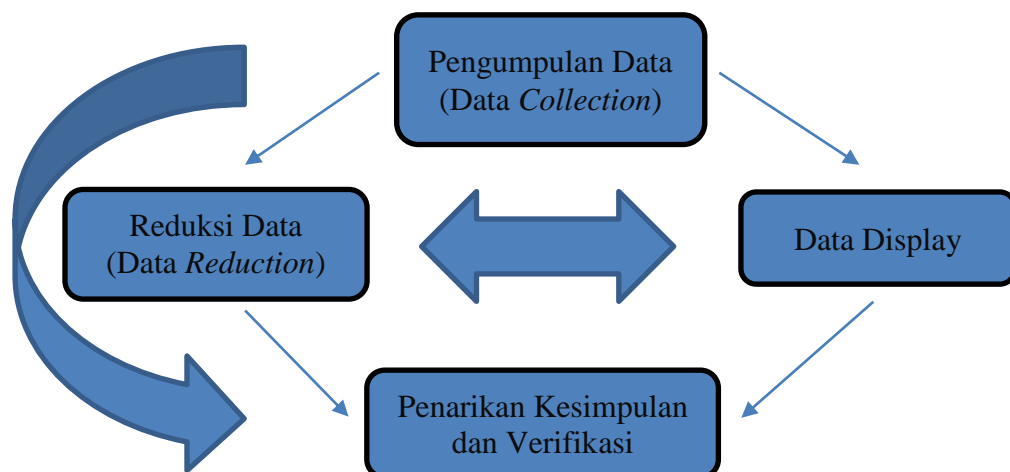 Pengumpulan Data
(Data Collection)
Reduksi Data
(Data Reduction)
Data Display
Penarikan Kesimpulan
dan Verifikasi